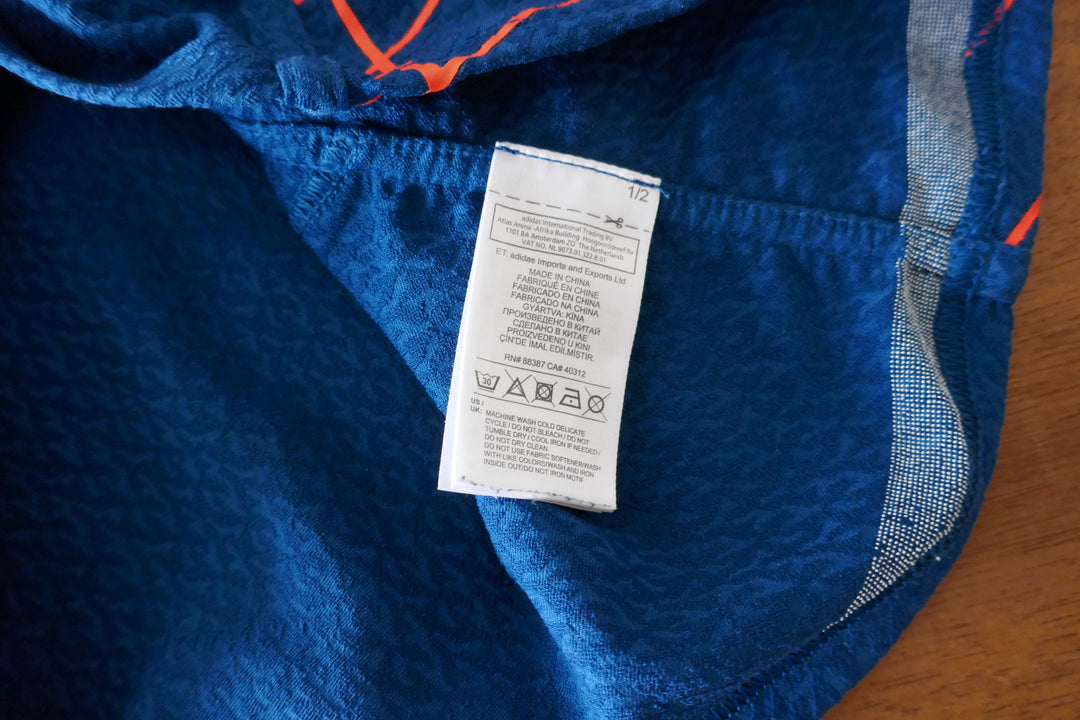 1/2
adidas International Trading BV.
Atlas Arena -Afrika Building Hoogoorddreef 9a
1101 BA Amsterdam ZO The Netherlands
VAT NO. NL 8073.01.322.B.01
ET: adidas Imports and Exports Ltd
MADE IN CHINA
FABRIQUÉ EN CHINE
FABRICADO EN CHINA
FABRICADO NA CHINA
GYÁRTVA: KÍNA
ПРОИЗВЕДЕНО В КИТАЙ
СДЕЛАНО В КИТАЕ
PROIZVEDENO U KINI
ÇİN'DE İMAL EDİLMİŞTİR.
RN# 88387 CA# 40312
30
US /
UK: MACHINE WASH COLD DELICATE
CYCLE / DO NOT BLEACH / DO NOT
TUMBLE DRY / COOL IRON IF NEEDED /
DO NOT DRY CLEAN
DO NOT USE FABRIC SOFTENER/WASH
WITH LIKE COLORS/WASH AND IRON
INSIDE OUT/DO NOT IRON MOTIF